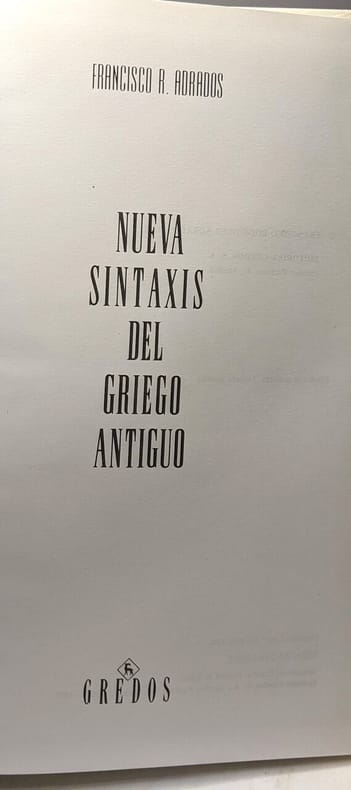 FRANCISCO R. ADRADOS
NUEVA
SINTAXIS
DEL
GRIEGO
ANTIGUO
GREDOS